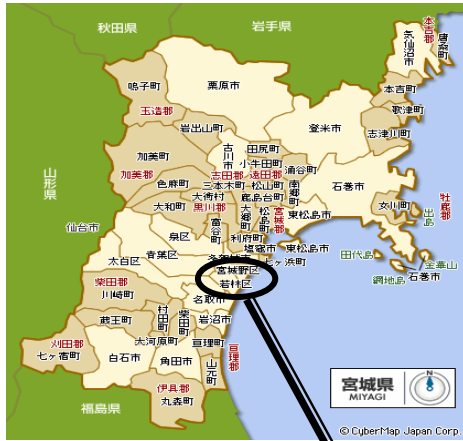 秋田県
岩手県
本吉郡
唐桑町
気仙沼市
鳴子町
栗原市
本吉町
歌津町
玉造郡
岩出山町
登米市
志津川町
古川市
田尻町
加美町
小牛田町
涌谷町
加美郡
志田郡
遠田郡
石巻市
色麻町
三本木町
松山町
南郷町
山形県
鹿島台町
女川町
牡鹿郡
大衡村
大和町
黒川郡
大郷町
松島町
宮城郡
東松島市
出島
仙台市
富谷町
泉区
利府町
塩竈市
東松島市
田代島
金華山
青葉区
多賀城市
七ヶ浜町
網地島
石巻市
太白区
宮城野区
若林区
柴田郡
川崎町
名取市
蔵王町
村田町
柴田町
岩沼市
刈田郡
大河原町
亘理町
亘理郡
七ヶ宿町
白石市
角田市
山元町
伊具郡
丸森町
福島県
宮城県
MIYAGI
© CyberMap Japan Corp.